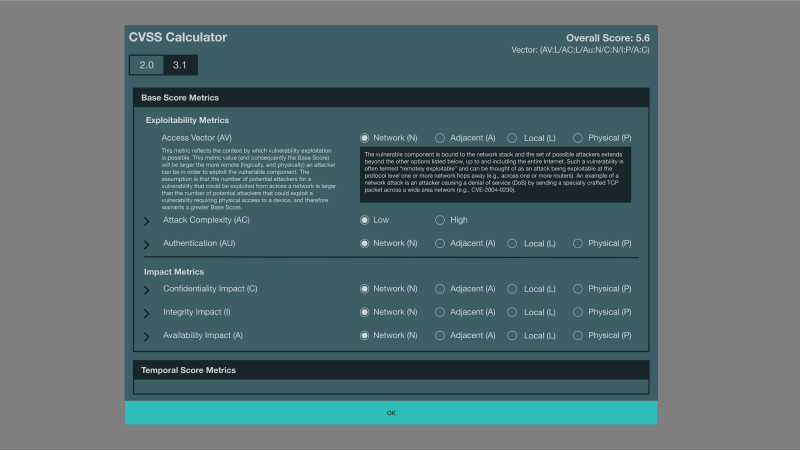 CVSS Calculator
Overall Score: 5.6
Vector: (AV:L/AC:L/Au:N/C:N/I:P/A:C)
2.0 3.1
Base Score Metrics
Exploitability Metrics
Access Vector (AV) Network (N) Adjacent (A) Local (L) Physical (P)
This metric reflects the context by which vulnerability exploitation
is possible. This metric value (and consequently the Base Score)
will be larger the more remote (logically, and physically) an attacker
can be in order to exploit the vulnerable component. The
assumption is that the number of potential attackers for a
vulnerability that could be exploited from across a network is larger
than the number of potential attackers that could exploit a
vulnerability requiring physical access to a device, and therefore
warrants a greater Base Score.
The vulnerable component is bound to the network stack and the set of possible attackers extends
beyond the other options listed below, up to and including the entire Internet. Such a vulnerability is
often termed "remotely exploitable" and can be thought of as an attack being exploitable at the
protocol level one or more network hops away (e.g., across one or more routers). An example of a
network attack is an attacker causing a denial of service (DoS) by sending a specially crafted TCP
packet across a wide area network (e.g., CVE-2004-0230).
Attack Complexity (AC) Low High
Authentication (AU) Network (N) Adjacent (A) Local (L) Physical (P)
Impact Metrics
Confidentiality Impact (C) Network (N) Adjacent (A) Local (L) Physical (P)
Integrity Impact (I) Network (N) Adjacent (A) Local (L) Physical (P)
Availability Impact (A) Network (N) Adjacent (A) Local (L) Physical (P)
Temporal Score Metrics
OK